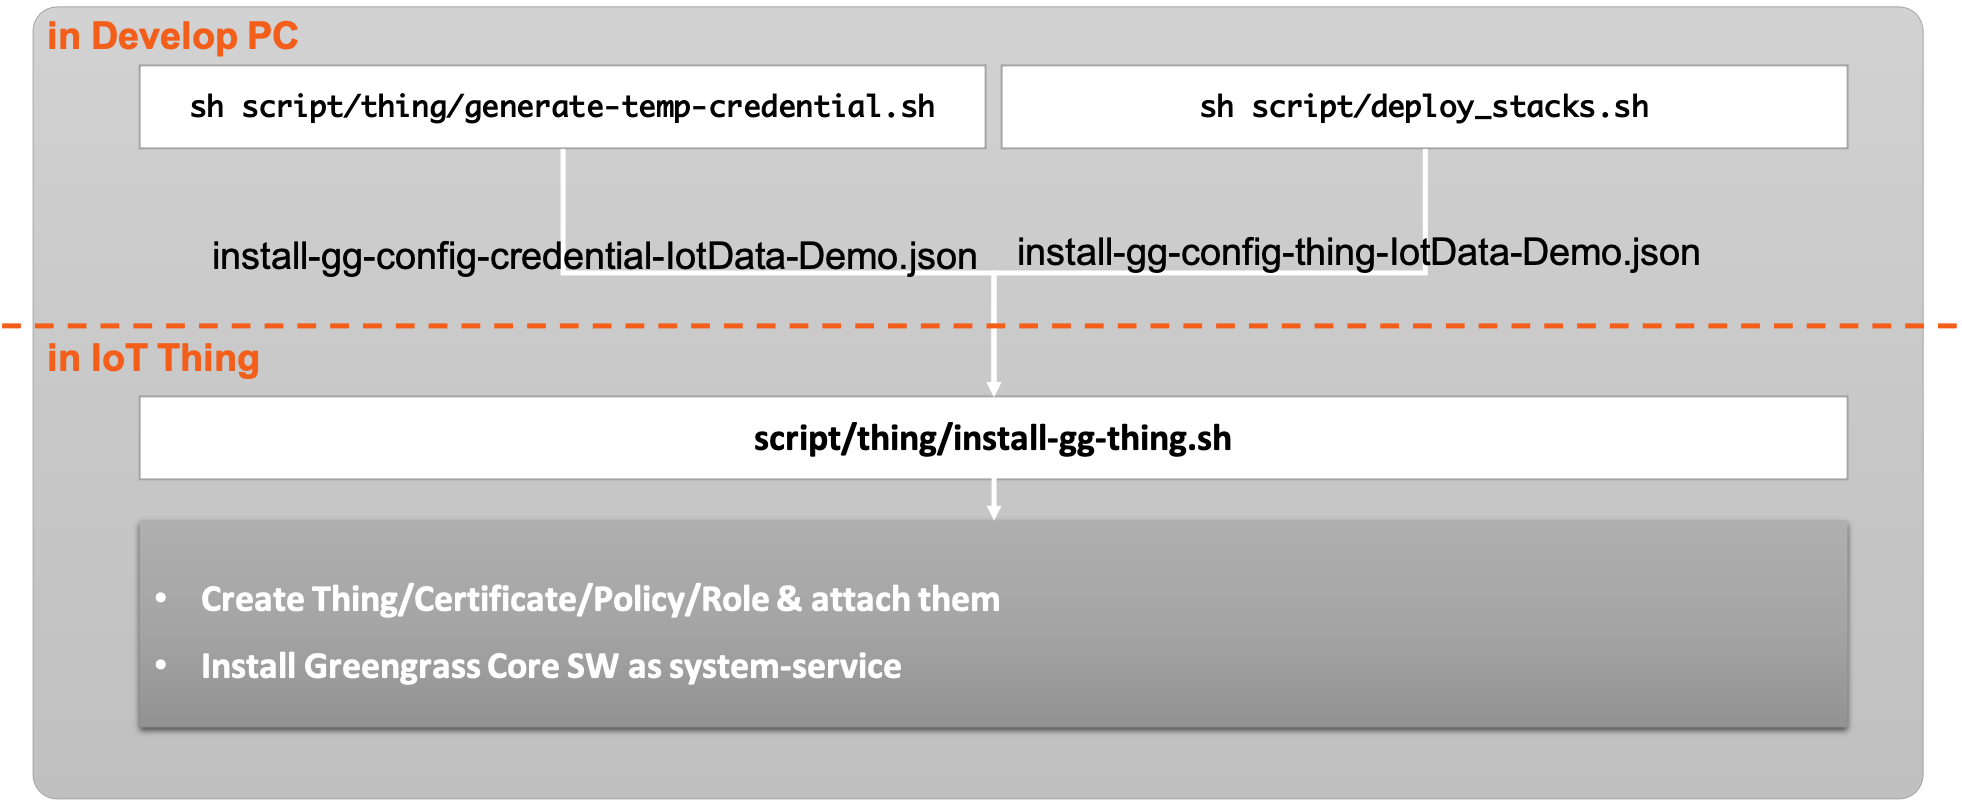 in Develop PC
sh script/thing/generate-temp-credential.sh
sh script/deploy_stacks.sh
install-gg-config-credential-IotData-Demo.json
install-gg-config-thing-IotData-Demo.json
in IoT Thing
script/thing/install-gg-thing.sh
• Create Thing/Certificate/Policy/Role & attach them
• Install Greengrass Core SW as system-service